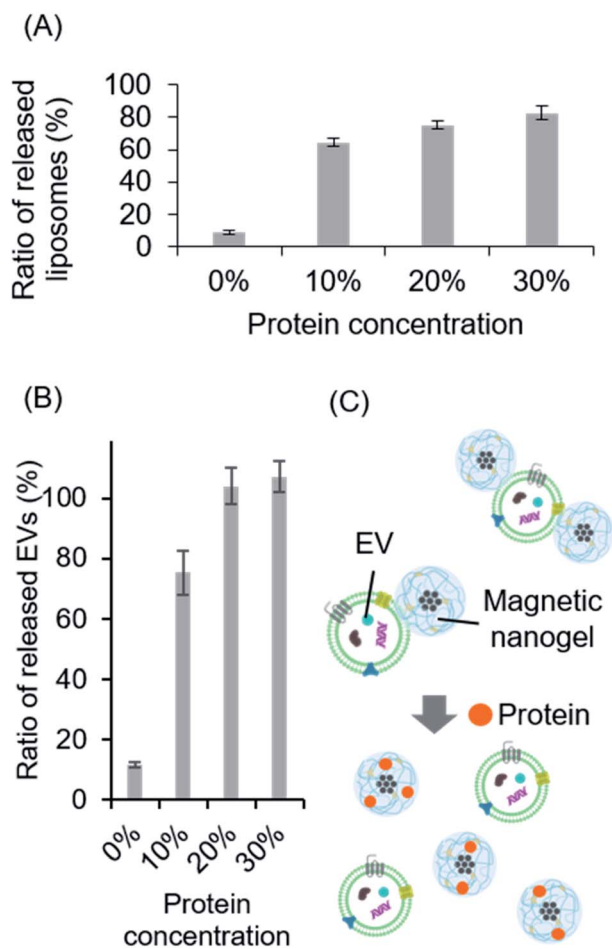 (A)
Ratio of released
liposomes (%)
100
80
60
40
20
0
0% 10% 20% 30%
Protein concentration
(B)
Ratio of released EVs (%)
100
80
60
40
20
0
0% 10% 20% 30%
Protein
concentration
(C)
EV
Magnetic
nanogel
Protein